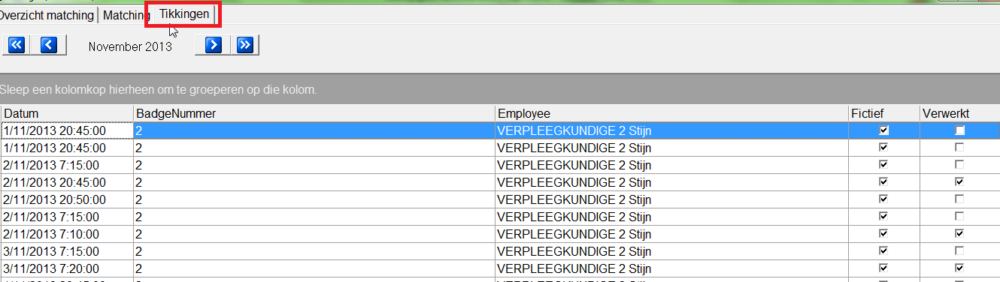 Overzicht matching Matching Tikkingen
November 2013
Sleep een kolomkop hierheen om te groeperen op die kolom.
Datum BadgeNummer Employee Fictief Verwerkt
1/11/2013 20:45:00 2 VERPLEEGKUNDIGE 2 Stijn
1/11/2013 20:45:00 2 VERPLEEGKUNDIGE 2 Stijn
2/11/2013 7:15:00 2 VERPLEEGKUNDIGE 2 Stijn
2/11/2013 20:45:00 2 VERPLEEGKUNDIGE 2 Stijn
2/11/2013 20:50:00 2 VERPLEEGKUNDIGE 2 Stijn
2/11/2013 7:15:00 2 VERPLEEGKUNDIGE 2 Stijn
2/11/2013 7:10:00 2 VERPLEEGKUNDIGE 2 Stijn
3/11/2013 7:15:00 2 VERPLEEGKUNDIGE 2 Stijn
3/11/2013 7:20:00 2 VERPLEEGKUNDIGE 2 Stijn